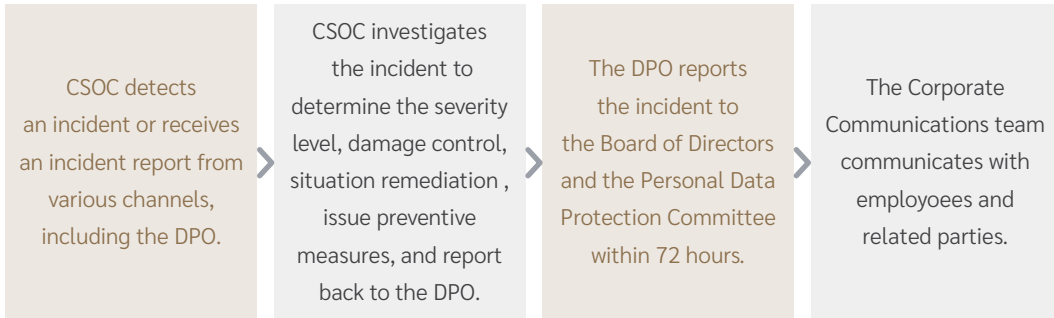 CSOC detects
an incident or receives
an incident report from
various channels,
including the DPO.
CSOC investigates
the incident to
determine the severity
level, damage control,
situation remediation ,
issue preventive
measures, and report
back to the DPO.
The DPO reports
the incident to
the Board of Directors
and the Personal Data
Protection Committee
within 72 hours.
The Corporate
Communications team
communicates with
employoees and
related parties.